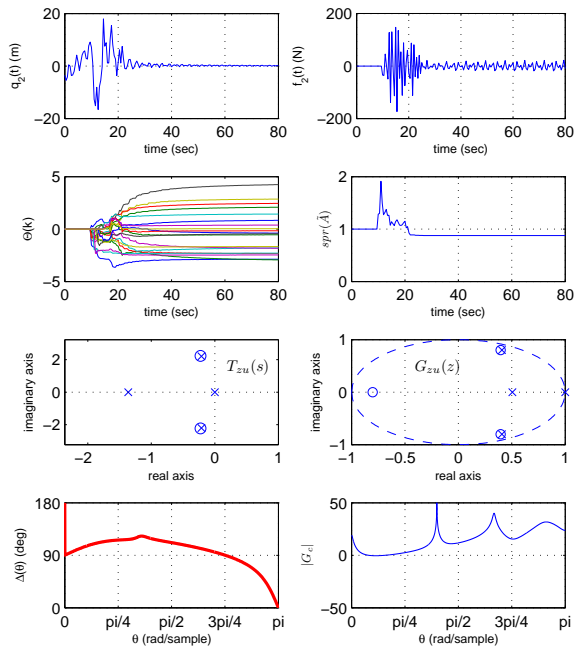 20
0
−20
0 20 40 60 80
q2(t) (m)
time (sec)
200
0
−200
0 20 40 60 80
f2(t) (N)
time (sec)
5
0
−5
0 20 40 60 80
Θ(k)
time (sec)
2
1
0
0 20 40 60 80
spr(Ã)
time (sec)
2
0
−2
−2 −1 0
imaginary axis
real axis
Tzu(s)
1
0
−1
−1 −0.5 0 0.5 1
imaginary axis
real axis
Gzu(z)
180
90
0
0 pi/4 pi/2 3pi/4 pi
Δ(θ) (deg)
θ (rad/sample)
50
0
−50
0 pi/4 pi/2 3pi/4 pi
|Gc|
θ (rad/sample)